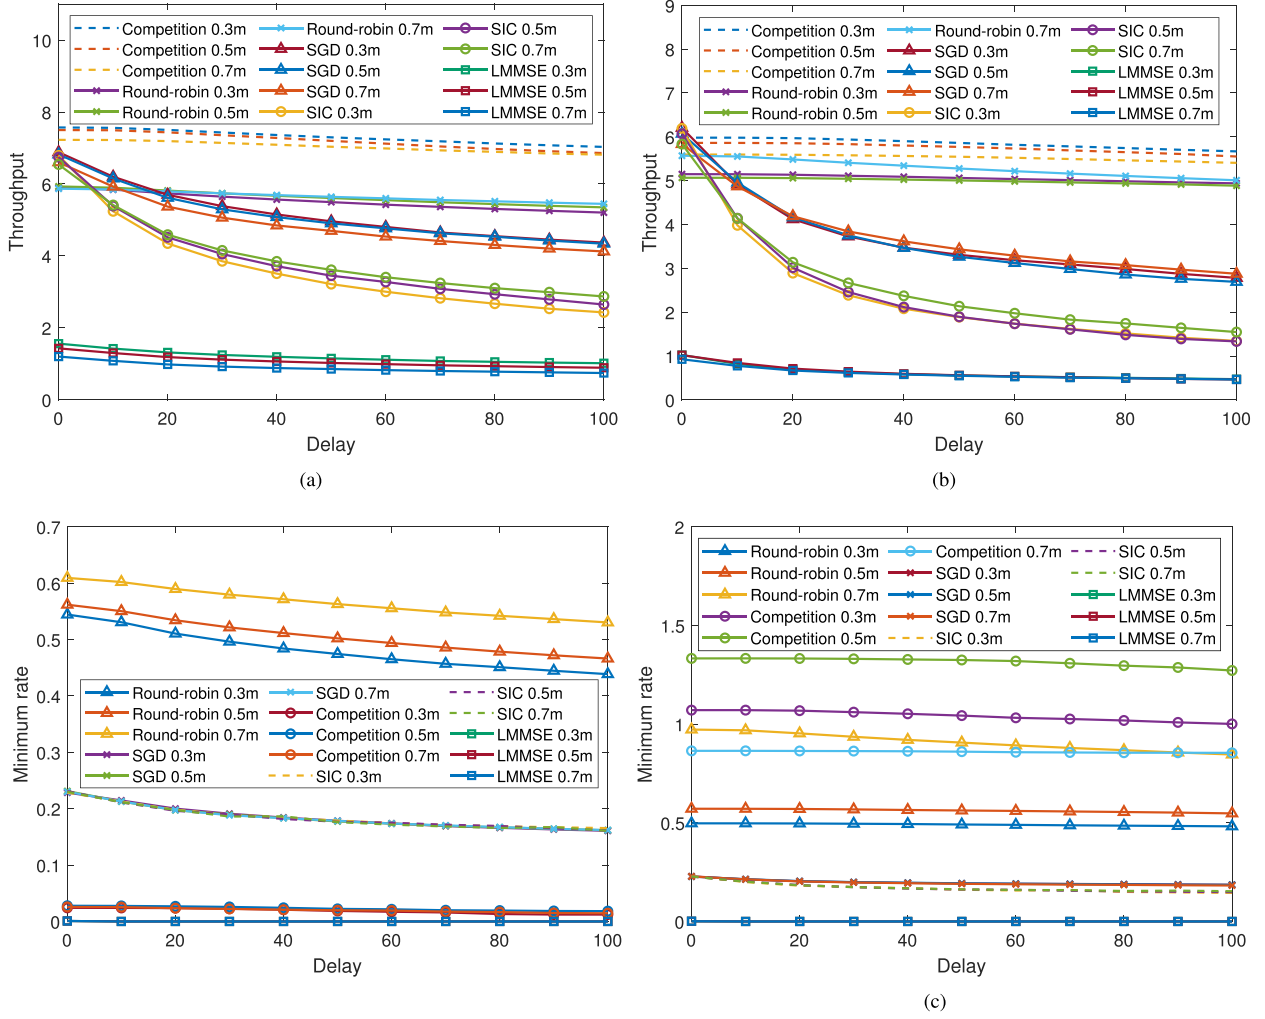 Competition 0.3m
Competition 0.5m
Competition 0.7m
Round-robin 0.3m
Round-robin 0.5m
Round-robin 0.7m
SGD 0.3m
SGD 0.5m
SGD 0.7m
SIC 0.3m
SIC 0.5m
SIC 0.7m
LMMSE 0.3m
LMMSE 0.5m
LMMSE 0.7m
Throughput
10
8
6
4
2
0
0 20 40 60 80 100
Delay
(a)
Competition 0.3m
Competition 0.5m
Competition 0.7m
Round-robin 0.3m
Round-robin 0.5m
Round-robin 0.7m
SGD 0.3m
SGD 0.5m
SGD 0.7m
SIC 0.3m
SIC 0.5m
SIC 0.7m
LMMSE 0.3m
LMMSE 0.5m
LMMSE 0.7m
Throughput
9
8
7
6
5
4
3
2
1
0
0 20 40 60 80 100
Delay
(b)
Minimum rate
0.7
0.6
0.5
0.4
0.3
0.2
0.1
0
Round-robin 0.3m
Round-robin 0.5m
Round-robin 0.7m
SGD 0.3m
SGD 0.5m
SGD 0.7m
Competition 0.3m
Competition 0.5m
Competition 0.7m
SIC 0.3m
SIC 0.5m
SIC 0.7m
LMMSE 0.3m
LMMSE 0.5m
LMMSE 0.7m
0 20 40 60 80 100
Delay
Minimum rate
2
1.5
1
0.5
0
Round-robin 0.3m
Round-robin 0.5m
Round-robin 0.7m
Competition 0.3m
Competition 0.5m
Competition 0.7m
SGD 0.3m
SGD 0.5m
SGD 0.7m
SIC 0.3m
SIC 0.5m
SIC 0.7m
LMMSE 0.3m
LMMSE 0.5m
LMMSE 0.7m
0 20 40 60 80 100
Delay
(c)